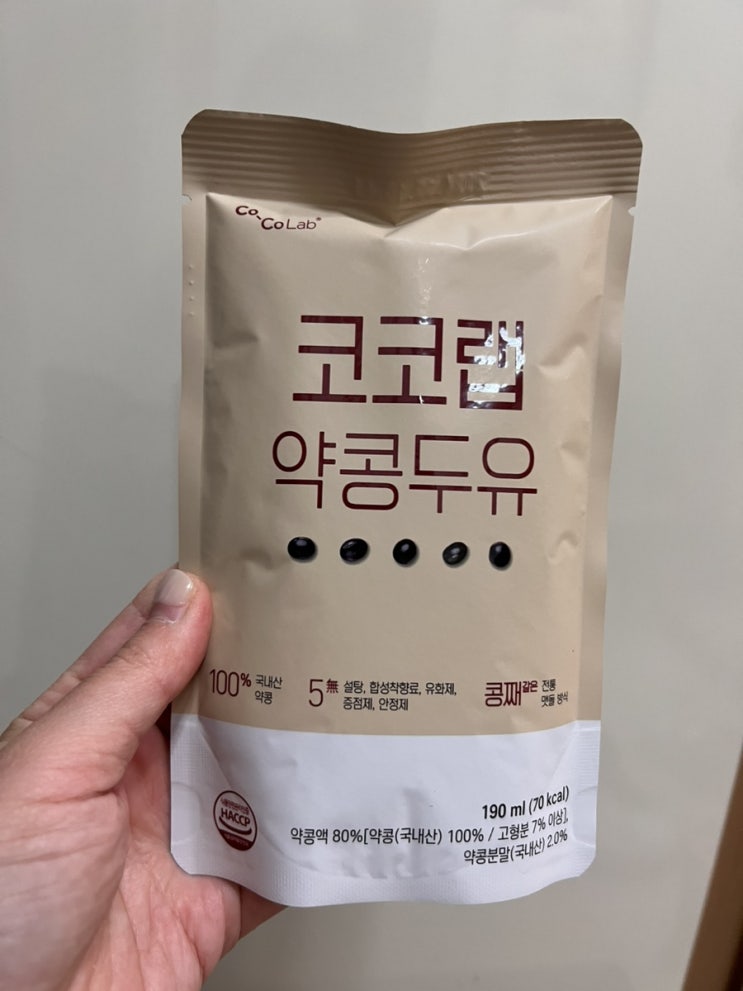 Co-Co Lab®
코코랩
약콩두유
100% 국내산 약콩
5無 설탕, 합성착향료, 유화제, 증점제, 안정제
콩째같은 전통 맷돌 방식
190 ml (70 kcal)
약콩액 80%[약콩(국내산) 100% / 고형분 7% 이상],
약콩분말(국내산) 2.0%
HACCP